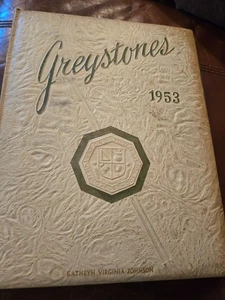 Greystones
1953
KATHRYN VIRGINIA JOHNSON